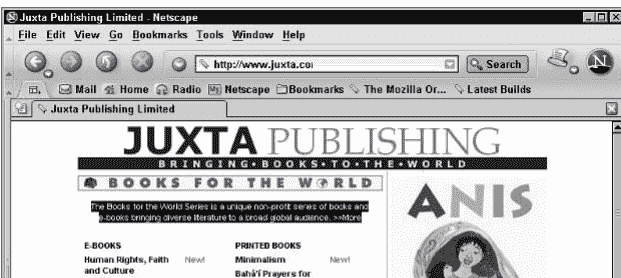 Juxta Publishing Limited - Netscape
File Edit View Go Bookmarks Tools Window Help
http://www.juxta.co Search
Mail Home Radio Netscape Bookmarks The Mozilla Or... Latest Builds
Juxta Publishing Limited
JUXTA PUBLISHING
BRINGING•BOOKS•TO•THE•WORLD
BOOKS FOR THE WORLD
The Books for the World Series is a unique non-profit series of books and
e-books bringing diverse literature to a broad global audience. >>More
ANIS
E-BOOKS PRINTED BOOKS
Human Rights, Faith New! Minimalism New!
and Culture Bahá'í Prayers for